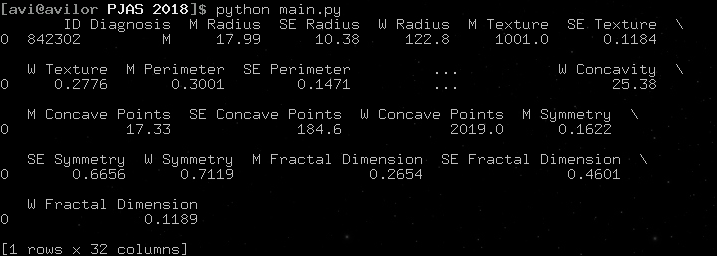 [avi@avilor PJAS 2018]$ python main.py
       ID Diagnosis  M Radius  SE Radius  W Radius  M Texture  SE Texture  \
0  842302         M     17.99      10.38     122.8     1001.0      0.1184

   W Texture  M Perimeter  SE Perimeter         ...          W Concavity  \
0     0.2776       0.3001        0.1471         ...                25.38

   M Concave Points  SE Concave Points  W Concave Points  M Symmetry  \
0             17.33              184.6            2019.0      0.1622

   SE Symmetry  W Symmetry  M Fractal Dimension  SE Fractal Dimension  \
0       0.6656      0.7119               0.2654                0.4601

   W Fractal Dimension
0               0.1189

[1 rows x 32 columns]